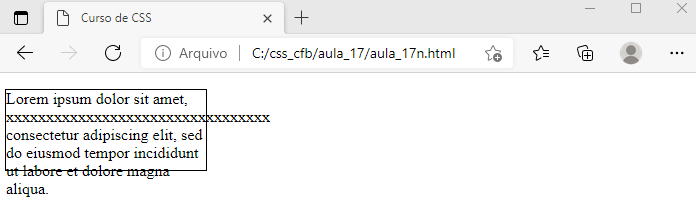 Curso de CSS
Arquivo C:/css_cfb/aula_17/aula_17n.html
Lorem ipsum dolor sit amet,
xxxxxxxxxxxxxxxxxxxxxxxxxxxxxxxxx
consectetur adipiscing elit, sed
do eiusmod tempor incididunt
ut labore et dolore magna
aliqua.